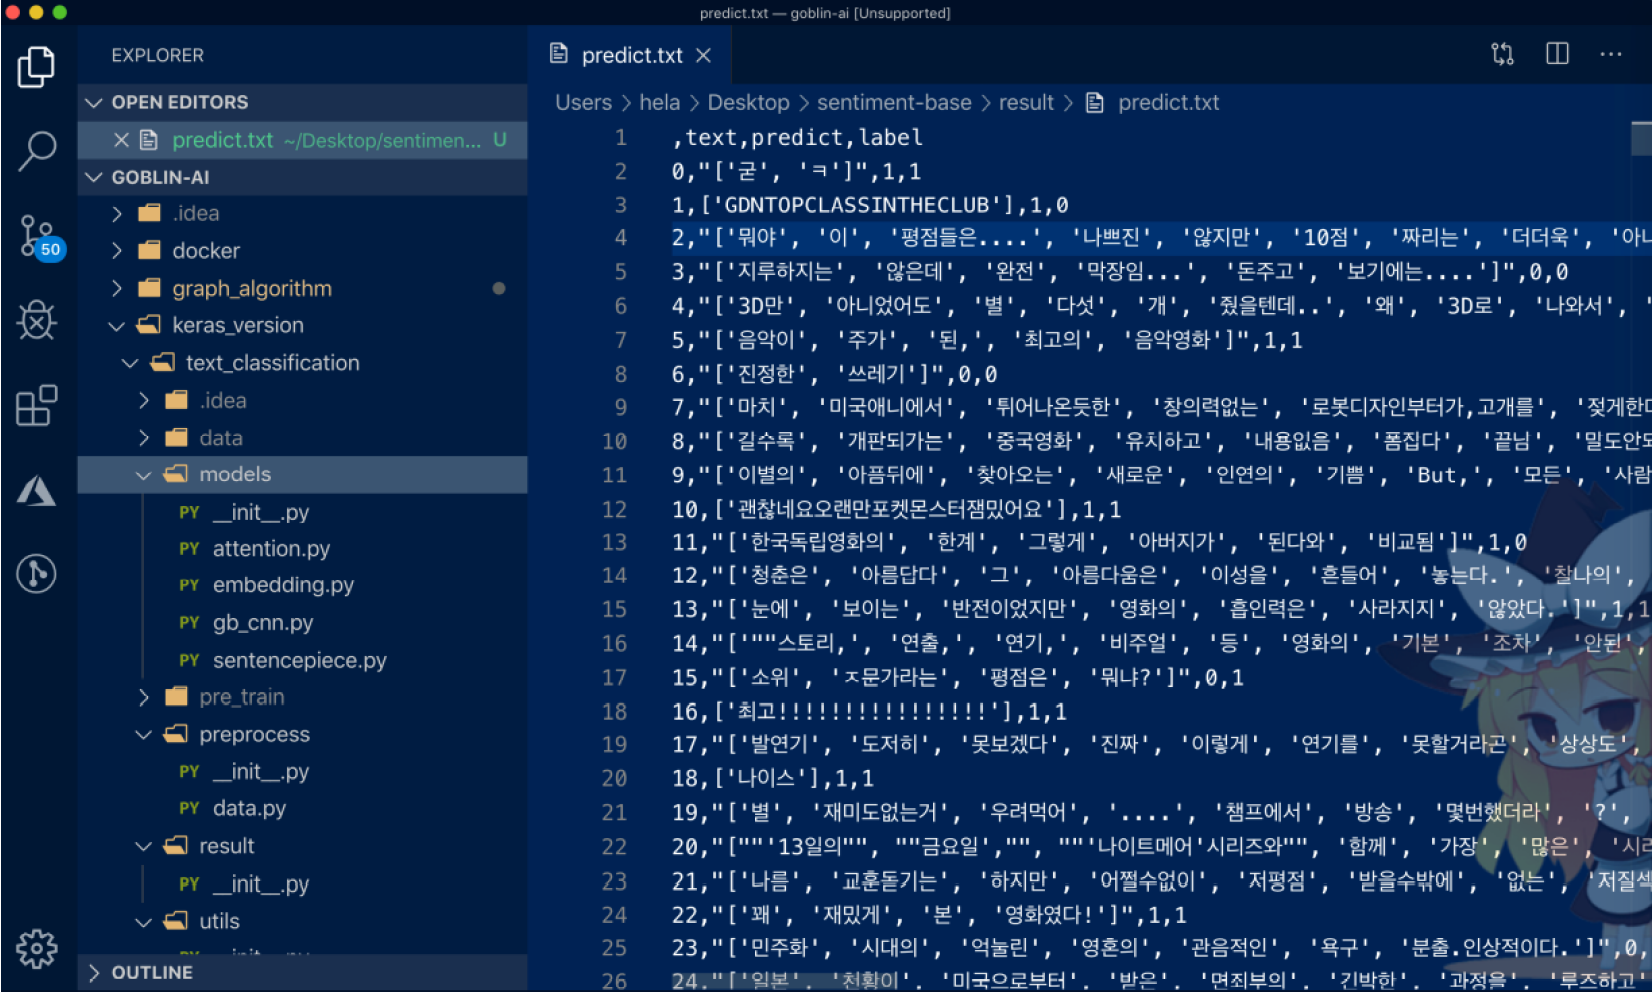 predict.txt — goblin-ai [Unsupported]
EXPLORER
OPEN EDITORS
predict.txt ~/Desktop/sentimen... U
GOBLIN-AI
.idea
docker
graph_algorithm
keras_version
text_classification
.idea
data
models
PY __init__.py
PY attention.py
PY embedding.py
PY gb_cnn.py
PY sentencepiece.py
pre_train
preprocess
PY __init__.py
PY data.py
result
PY __init__.py
utils
OUTLINE
50
predict.txt
Users > hela > Desktop > sentiment-base > result > predict.txt
1 ,text,predict,label
2 0,"['굳', 'ㅋ']",1,1
3 1,['GDNTOPCLASSINTHECLUB'],1,0
4 2,"['뭐야', '이', '평점들은....', '나쁘진', '않지만', '10점', '짜리는', '더더욱', '아니
5 3,"['지루하지는', '않은데', '완전', '막장임...', '돈주고', '보기에는....']",0,0
6 4,"['3D만', '아니었어도', '별', '다섯', '개', '줬을텐데..', '왜', '3D로', '나와서', '
7 5,"['음악이', '주가', '된,', '최고의', '음악영화']",1,1
8 6,"['진정한', '쓰레기']",0,0
9 7,"['마치', '미국애니에서', '튀어나온듯한', '창의력없는', '로봇디자인부터가,고개를', '젖게한다
10 8,"['길수록', '개판되가는', '중국영화', '유치하고', '내용없음', '폼잡다', '끝남', '말도안되
11 9,"['이별의', '아픔뒤에', '찾아오는', '새로운', '인연의', '기쁨', 'But,', '모든', '사람
12 10,['괜찮네요오랜만포켓몬스터잼밌어요'],1,1
13 11,"['한국독립영화의', '한계', '그렇게', '아버지가', '된다와', '비교됨']",1,0
14 12,"['청춘은', '아름답다', '그', '아름다움은', '이성을', '흔들어', '놓는다.', '찰나의',
15 13,"['눈에', '보이는', '반전이었지만', '영화의', '흡인력은', '사라지지', '않았다.']",1,1
16 14,"['""스토리,', '연출,', '연기,', '비주얼', '등', '영화의', '기본', '조차', '안된',
17 15,"['소위', 'ㅈ문가라는', '평점은', '뭐냐?']",0,1
18 16,['최고!!!!!!!!!!!!!!!!'],1,1
19 17,"['발연기', '도저히', '못보겠다', '진짜', '이렇게', '연기를', '못할거라곤', '상상도',
20 18,['나이스'],1,1
21 19,"['별', '재미도없는거', '우려먹어', '....', '챔프에서', '방송', '몇번했더라', '?',
22 20,"[""'13일의"", ""금요일',"", ""'나이트메어'시리즈와"", '함께', '가장', '많은', '시리
23 21,"['나름', '교훈돋기는', '하지만', '어쩔수없이', '저평점', '받을수밖에', '없는', '저질섹
24 22,"['꽤', '재밌게', '본', '영화였다!']",1,1
25 23,"['민주화', '시대의', '억눌린', '영혼의', '관음적인', '욕구', '분출.인상적이다.']",0,
26 24,"['일본', '천황이', '미국으로부터', '받은', '면죄부의', '긴박한', '과정을', '루즈하고'